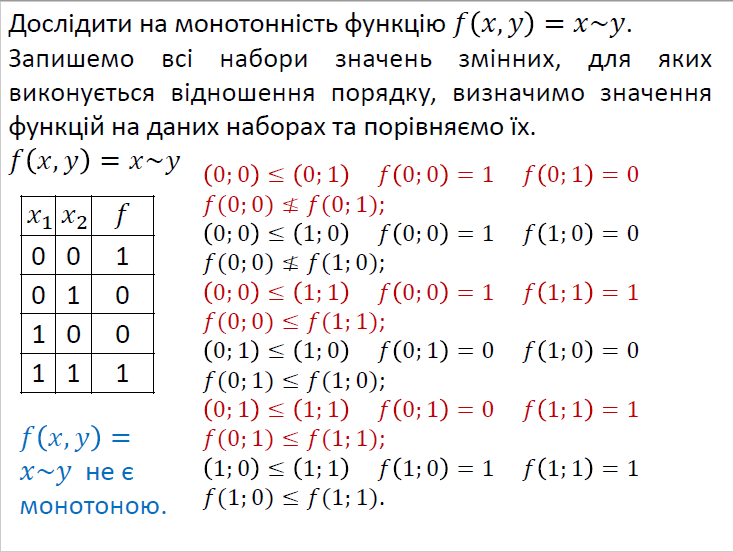 Дослідити на монотонність функцію f(x, y) = x~y.
Запишемо всі набори значень змінних, для яких
виконується відношення порядку, визначимо значення
функцій на даних наборах та порівняємо їх.
f(x, y) = x~y
x₁ x₂ f
0 0 1
0 1 0
1 0 0
1 1 1
f(x, y) =
x~y не є
монотоною.
(0; 0) ≤ (0; 1) f(0; 0) = 1 f(0; 1) = 0
f(0; 0) ≰ f(0; 1);
(0; 0) ≤ (1; 0) f(0; 0) = 1 f(1; 0) = 0
f(0; 0) ≰ f(1; 0);
(0; 0) ≤ (1; 1) f(0; 0) = 1 f(1; 1) = 1
f(0; 0) ≤ f(1; 1);
(0; 1) ≤ (1; 0) f(0; 1) = 0 f(1; 0) = 0
f(0; 1) ≤ f(1; 0);
(0; 1) ≤ (1; 1) f(0; 1) = 0 f(1; 1) = 1
f(0; 1) ≤ f(1; 1);
(1; 0) ≤ (1; 1) f(1; 0) = 1 f(1; 1) = 1
f(1; 0) ≤ f(1; 1).